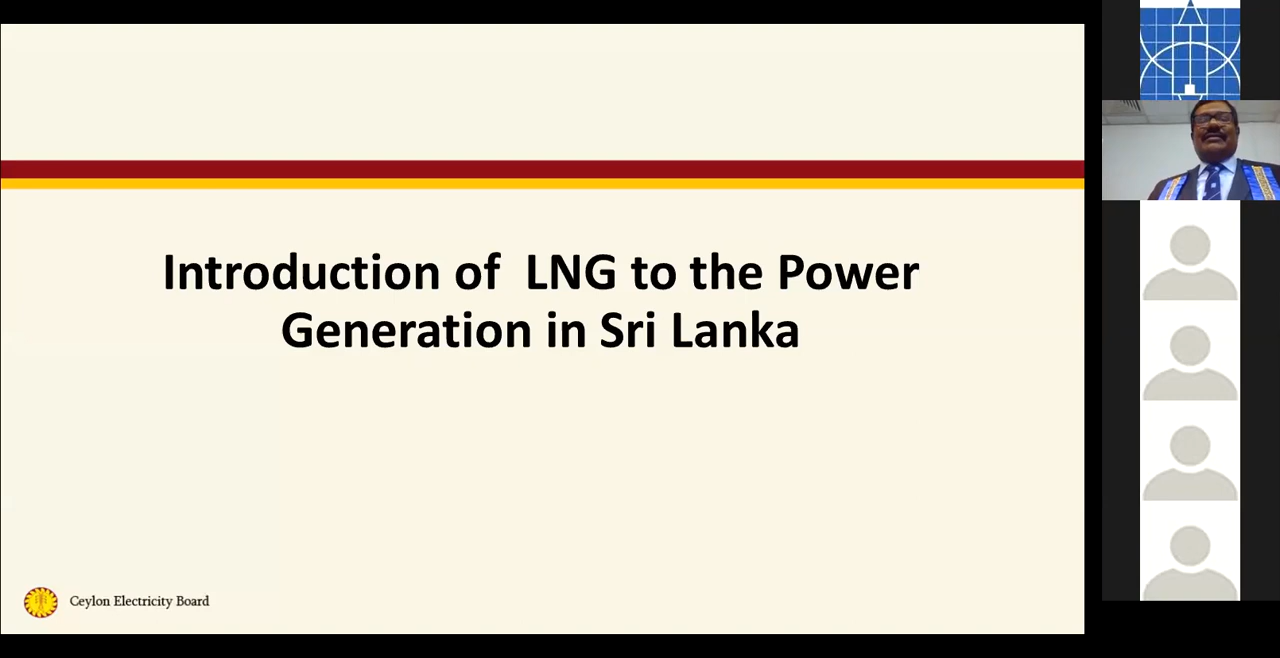 Introduction of  LNG to the Power
Generation in Sri Lanka
Ceylon Electricity Board